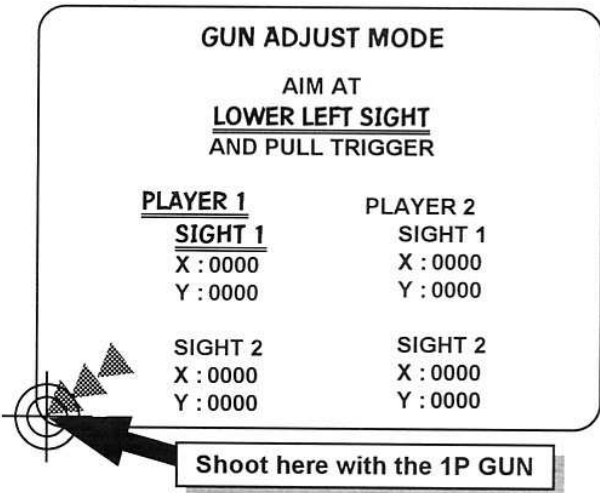 GUN ADJUST MODE
AIM AT
LOWER LEFT SIGHT
AND PULL TRIGGER
PLAYER 1
SIGHT 1
X : 0000
Y : 0000
SIGHT 2
X : 0000
Y : 0000
PLAYER 2
SIGHT 1
X : 0000
Y : 0000
SIGHT 2
X : 0000
Y : 0000
Shoot here with the 1P GUN